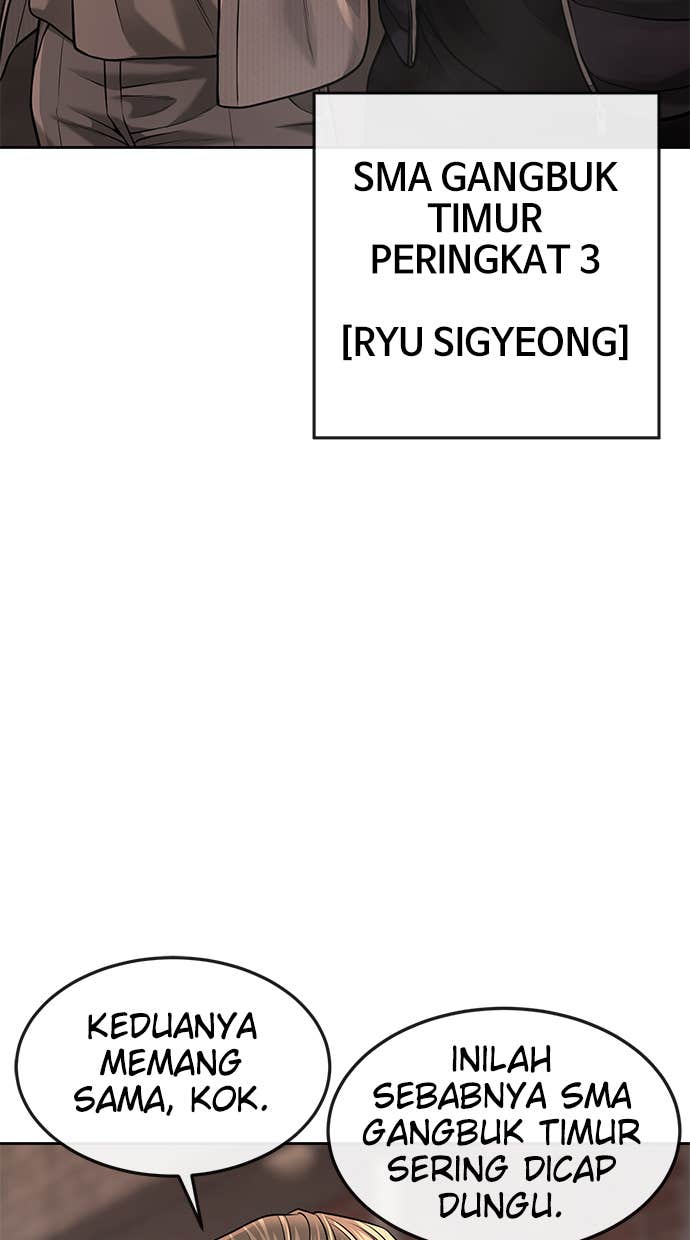 SMA GANGBUK
TIMUR
PERINGKAT 3
[RYU SIGYEONG]
KEDUANYA
MEMANG
SAMA, KOK.
INILAH
SEBABNYA SMA
GANGBUK TIMUR
SERING DICAP
DUNGU.